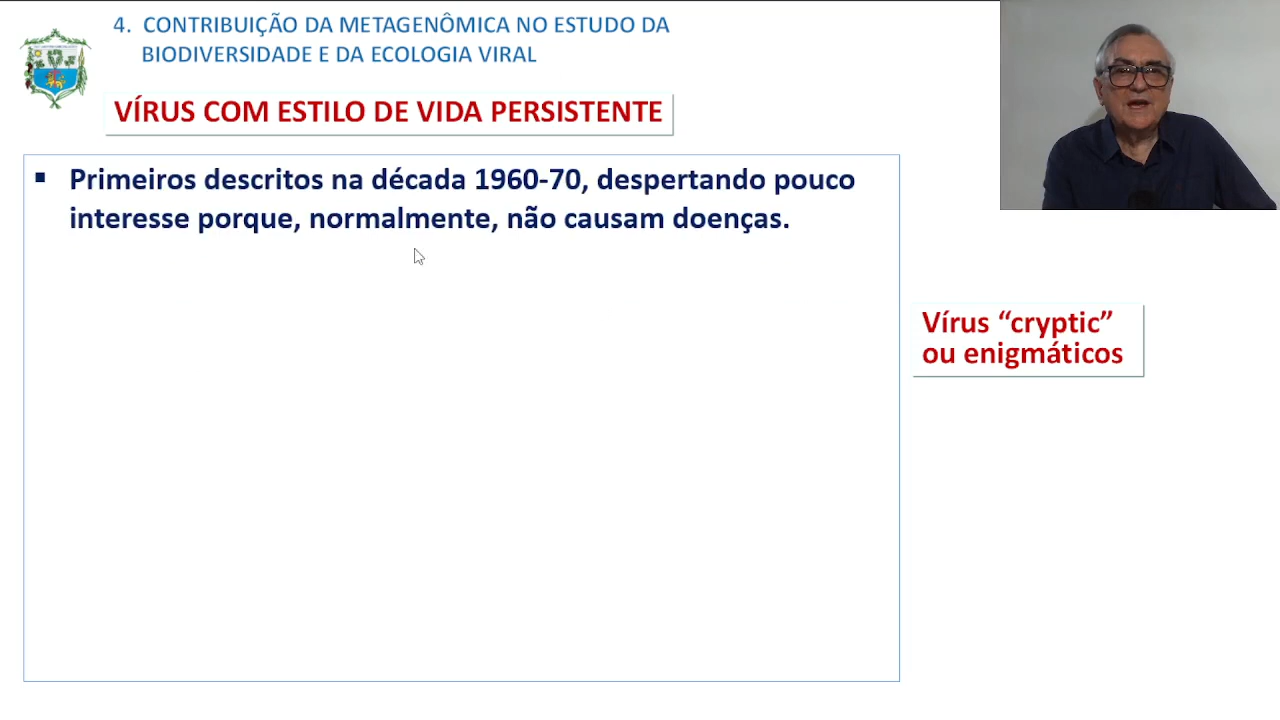 4. CONTRIBUIÇÃO DA METAGENÔMICA NO ESTUDO DA
BIODIVERSIDADE E DA ECOLOGIA VIRAL
VÍRUS COM ESTILO DE VIDA PERSISTENTE
▪ Primeiros descritos na década 1960-70, despertando pouco
interesse porque, normalmente, não causam doenças.
Vírus “cryptic”
ou enigmáticos